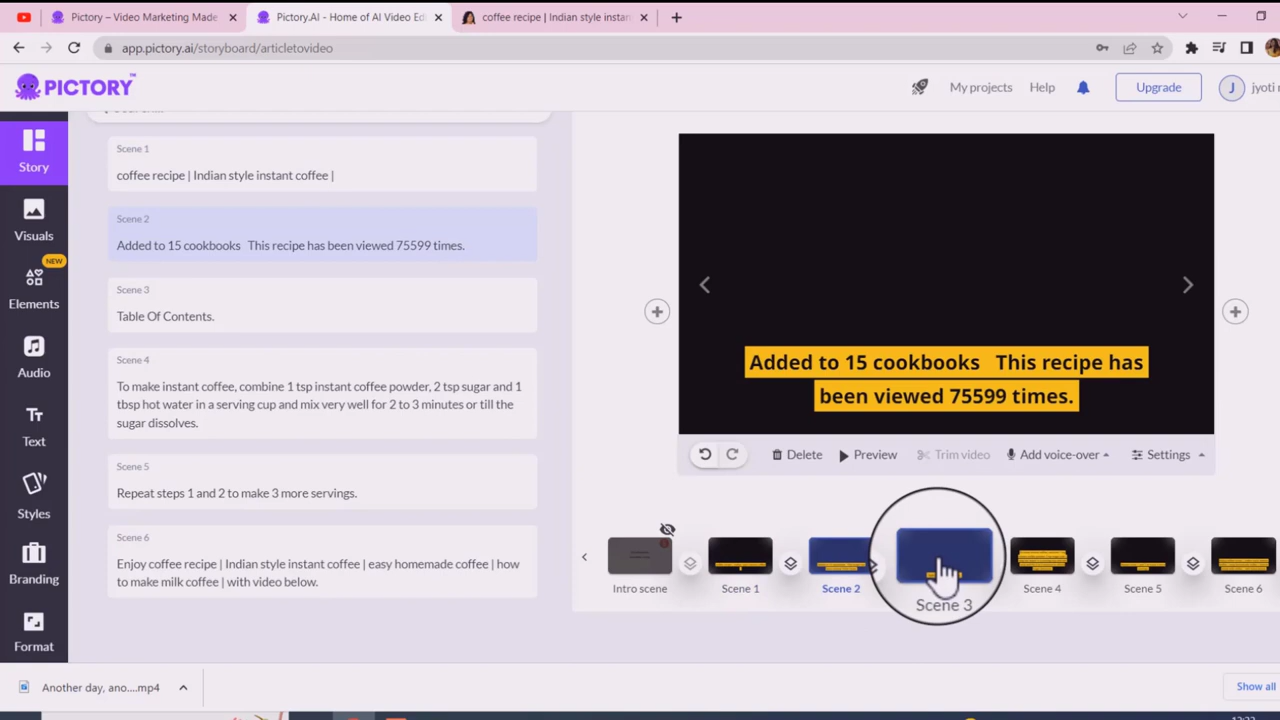 Pictory – Video Marketing Made
Pictory.AI - Home of AI Video Ed
coffee recipe | Indian style instan
app.pictory.ai/storyboard/articletovideo
PICTORY™
My projects
Help
Upgrade
J
jyoti
Story
Visuals
NEW
Elements
Audio
Tт
Text
Styles
Branding
Format
Scene 1
coffee recipe | Indian style instant coffee |
Scene 2
Added to 15 cookbooks   This recipe has been viewed 75599 times.
Scene 3
Table Of Contents.
Scene 4
To make instant coffee, combine 1 tsp instant coffee powder, 2 tsp sugar and 1
tbsp hot water in a serving cup and mix very well for 2 to 3 minutes or till the
sugar dissolves.
Scene 5
Repeat steps 1 and 2 to make 3 more servings.
Scene 6
Enjoy coffee recipe | Indian style instant coffee | easy homemade coffee | how
to make milk coffee | with video below.
Added to 15 cookbooks   This recipe has
been viewed 75599 times.
Delete
Preview
Trim video
Add voice-over
Settings
Intro scene
Scene 1
Scene 2
Scene 3
Scene 4
Scene 5
Scene 6
Another day, ano....mp4
Show all